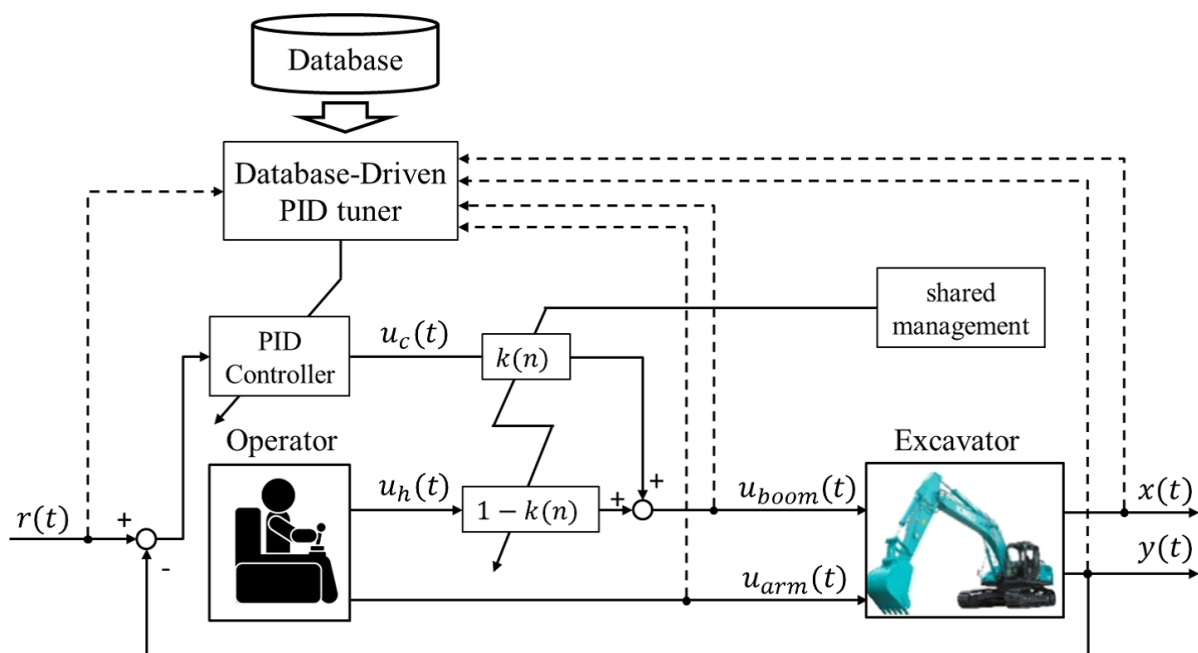 Database
Database-Driven
PID tuner
shared
management
PID
Controller
u_c(t)
k(n)
Operator
Excavator
u_h(t)
1 − k(n)
+
+
u_boom(t)
x(t)
r(t)
+
-
y(t)
u_arm(t)